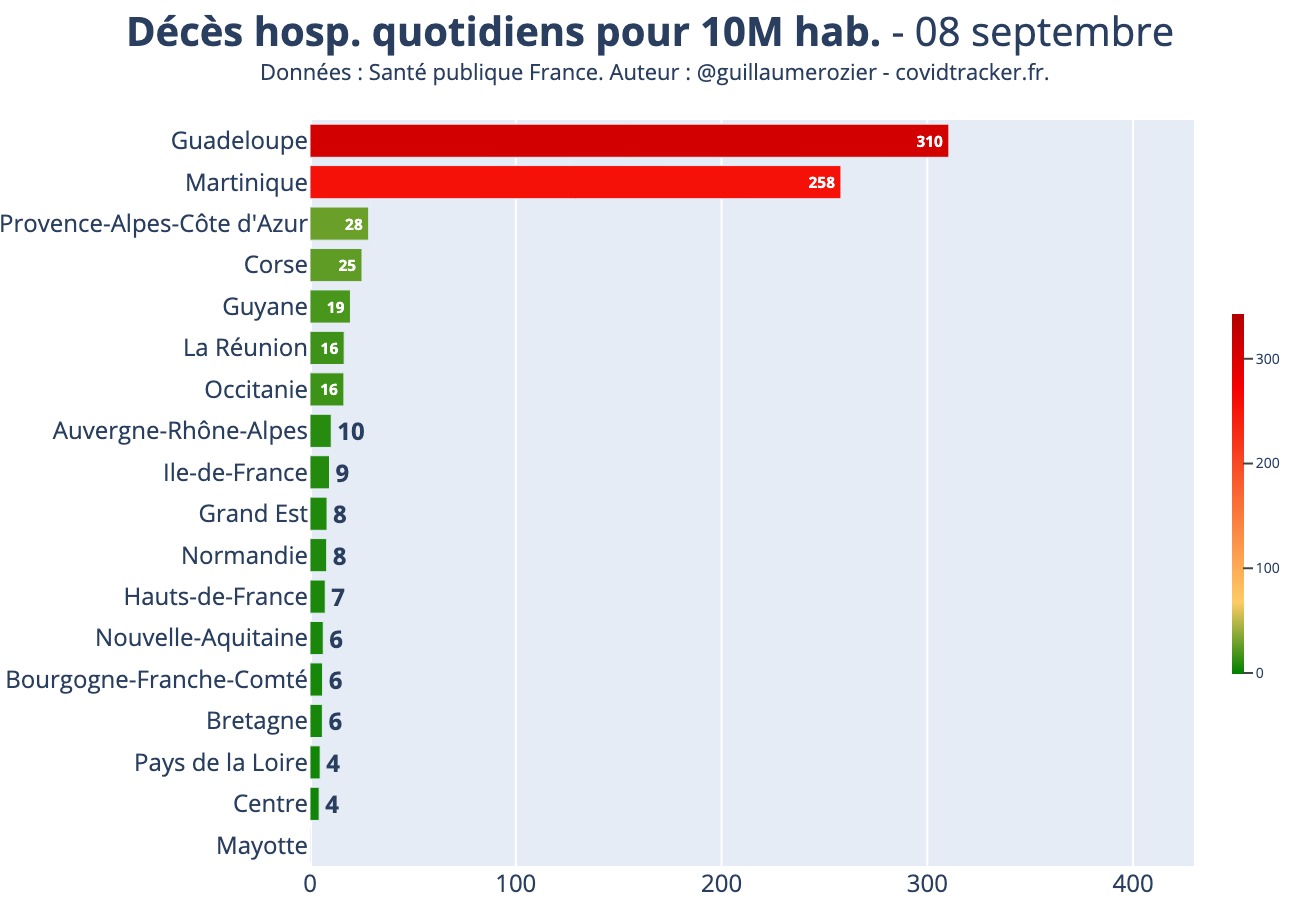 Décès hosp. quotidiens pour 10M hab. - 08 septembre
Données : Santé publique France. Auteur : @guillaumerozier - covidtracker.fr.
Guadeloupe 310
Martinique 258
Provence-Alpes-Côte d'Azur 28
Corse 25
Guyane 19
La Réunion 16
Occitanie 16
Auvergne-Rhône-Alpes 10
Ile-de-France 9
Grand Est 8
Normandie 8
Hauts-de-France 7
Nouvelle-Aquitaine 6
Bourgogne-Franche-Comté 6
Bretagne 6
Pays de la Loire 4
Centre 4
Mayotte
0 100 200 300 400
300
200
100
0